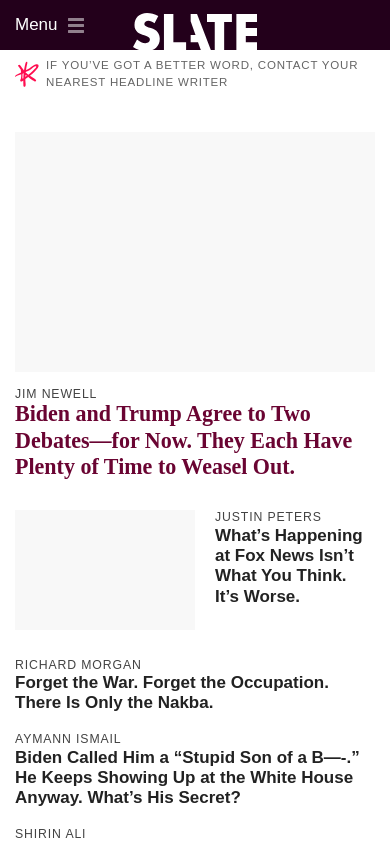 Menu
SLATE
IF YOU’VE GOT A BETTER WORD, CONTACT YOUR
NEAREST HEADLINE WRITER
JIM NEWELL
Biden and Trump Agree to Two
Debates—for Now. They Each Have
Plenty of Time to Weasel Out.
JUSTIN PETERS
What’s Happening
at Fox News Isn’t
What You Think.
It’s Worse.
RICHARD MORGAN
Forget the War. Forget the Occupation.
There Is Only the Nakba.
AYMANN ISMAIL
Biden Called Him a “Stupid Son of a B—-.”
He Keeps Showing Up at the White House
Anyway. What’s His Secret?
SHIRIN ALI